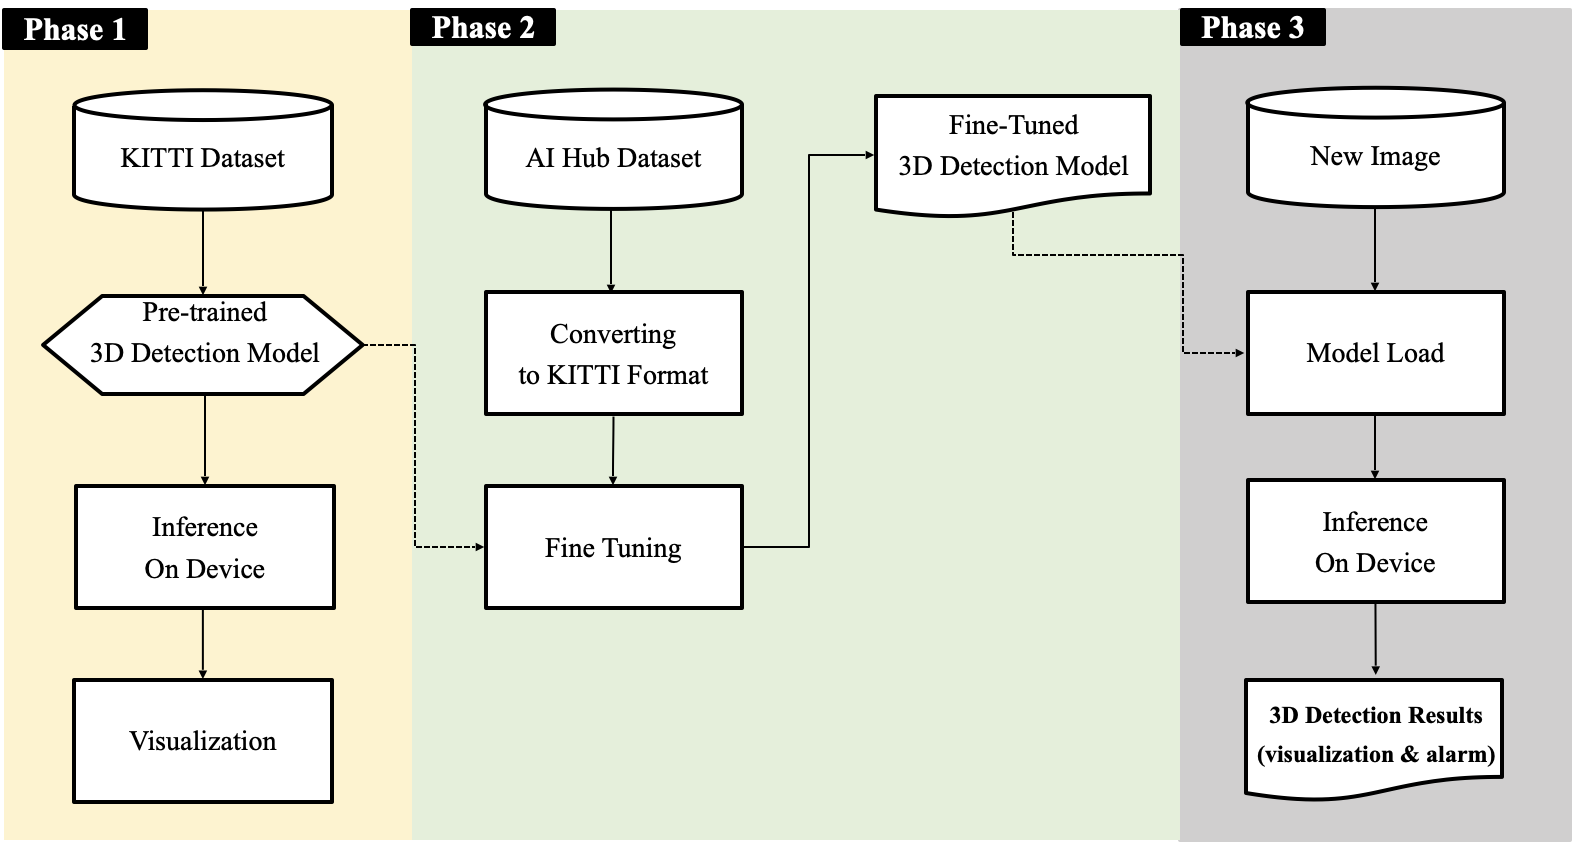 Phase 1
KITTI Dataset
Pre-trained
3D Detection Model
Inference
On Device
Visualization
Phase 2
AI Hub Dataset
Converting
to KITTI Format
Fine Tuning
Fine-Tuned
3D Detection Model
Phase 3
New Image
Model Load
Inference
On Device
3D Detection Results
(visualization & alarm)